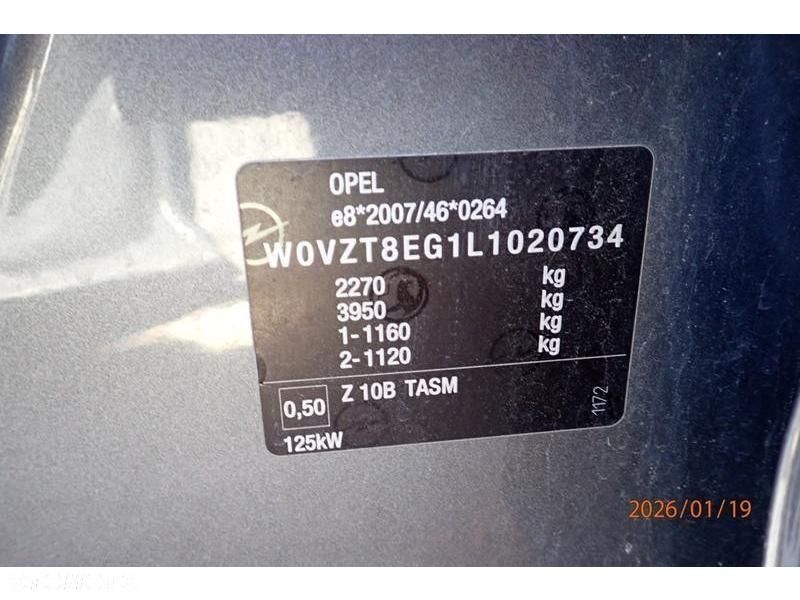 OPEL
e8*2007/46*0264
W0VZT8EG1L1020734
2270 kg
3950 kg
1-1160 kg
2-1120 kg
0,50 Z 10B TASM
125kW
1172
2026/01/19
OTOMOTO